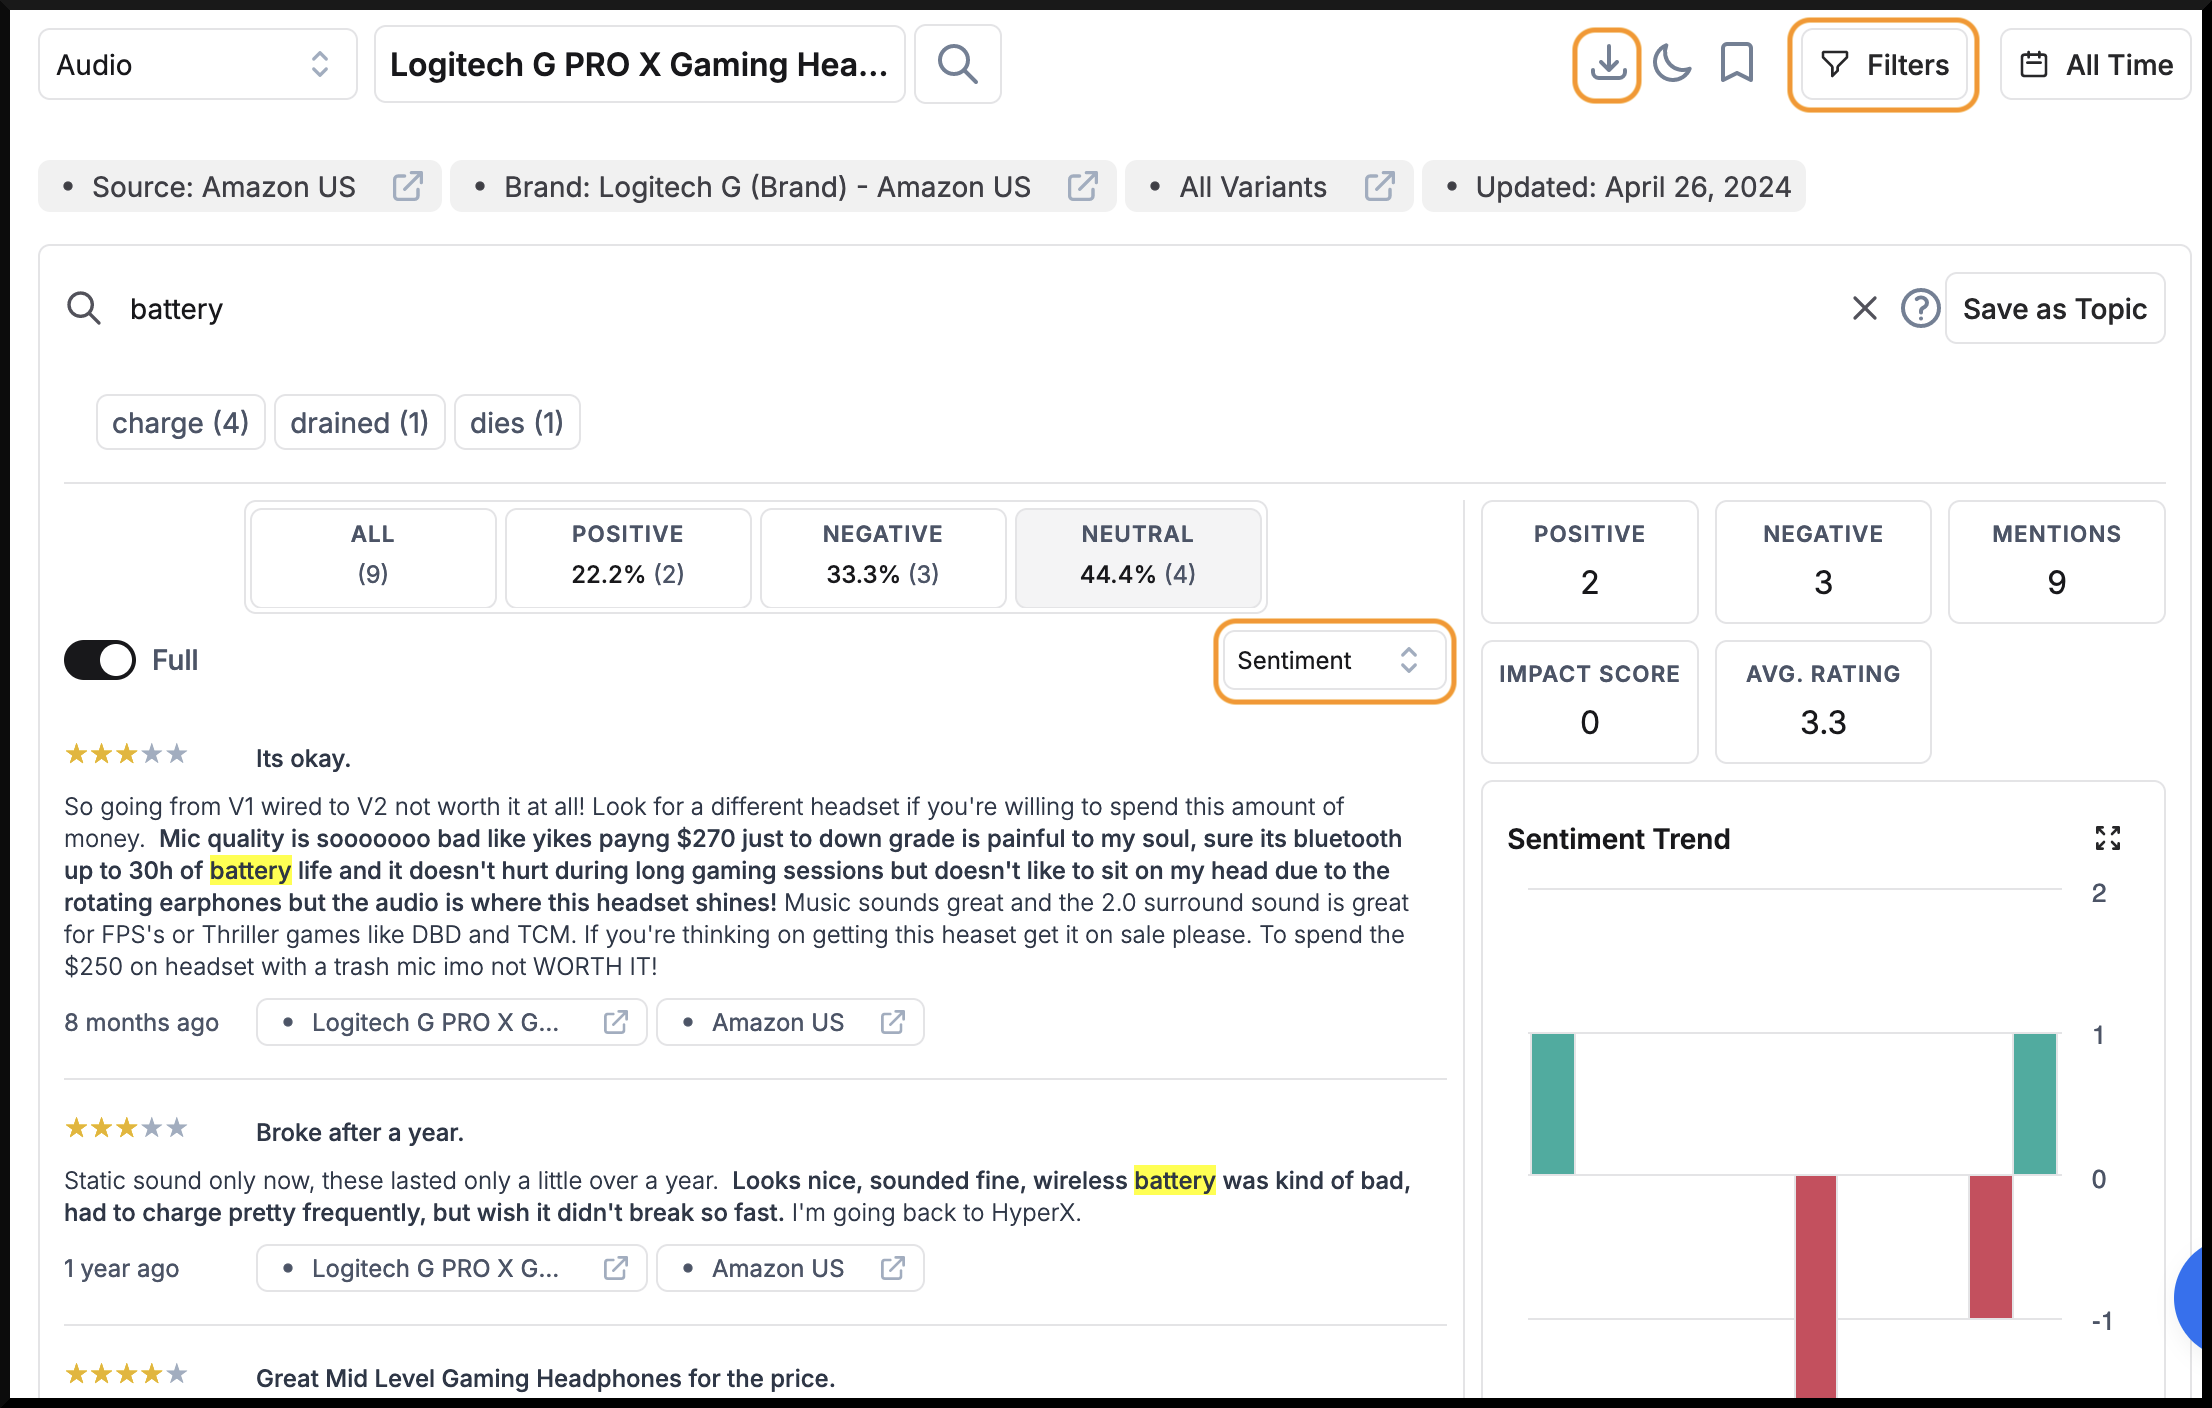 Audio
Logitech G PRO X Gaming Hea...
Filters
All Time
• Source: Amazon US
• Brand: Logitech G (Brand) - Amazon US
• All Variants
• Updated: April 26, 2024
battery
Save as Topic
charge (4)
drained (1)
dies (1)
ALL
(9)
POSITIVE
22.2% (2)
NEGATIVE
33.3% (3)
NEUTRAL
44.4% (4)
Full
Sentiment
Its okay.
So going from V1 wired to V2 not worth it at all! Look for a different headset if you're willing to spend this amount of
money. Mic quality is sooooooo bad like yikes payng $270 just to down grade is painful to my soul, sure its bluetooth
up to 30h of battery life and it doesn't hurt during long gaming sessions but doesn't like to sit on my head due to the
rotating earphones but the audio is where this headset shines! Music sounds great and the 2.0 surround sound is great
for FPS's or Thriller games like DBD and TCM. If you're thinking on getting this heaset get it on sale please. To spend the
$250 on headset with a trash mic imo not WORTH IT!
8 months ago
• Logitech G PRO X G...
• Amazon US
Broke after a year.
Static sound only now, these lasted only a little over a year. Looks nice, sounded fine, wireless battery was kind of bad,
had to charge pretty frequently, but wish it didn't break so fast. I'm going back to HyperX.
1 year ago
• Logitech G PRO X G...
• Amazon US
Great Mid Level Gaming Headphones for the price.
POSITIVE
2
NEGATIVE
3
MENTIONS
9
IMPACT SCORE
0
AVG. RATING
3.3
Sentiment Trend
2
1
0
-1